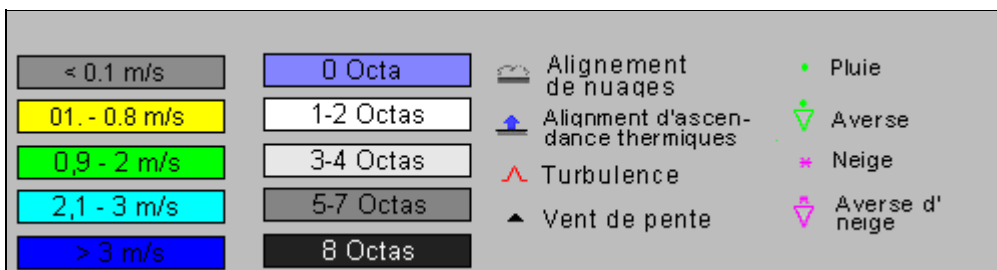 < 0.1 m/s
01. - 0.8 m/s
0,9 - 2 m/s
2,1 - 3 m/s
> 3 m/s
0 Octa
1-2 Octas
3-4 Octas
5-7 Octas
8 Octas
Alignement
de nuages
Alignment d'ascen-
dance thermiques
Turbulence
Vent de pente
Pluie
Averse
Neige
Averse d'
neige